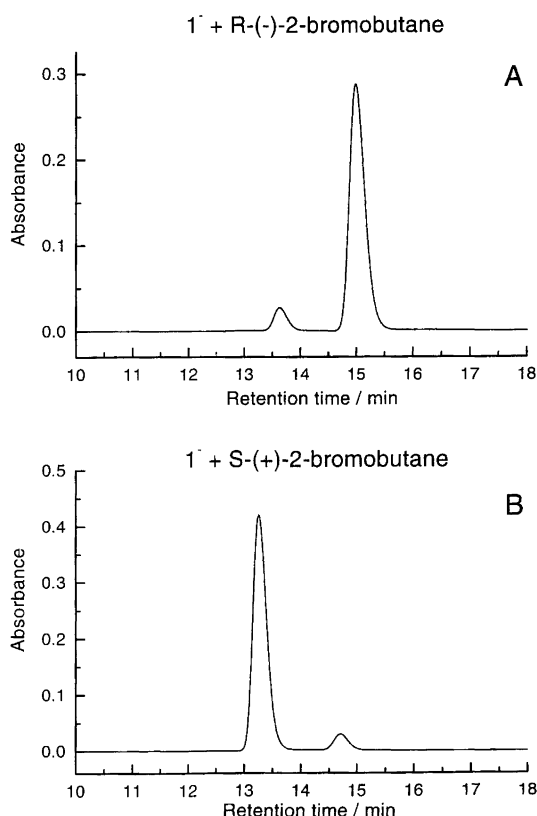 1⁻ + R-(-)-2-bromobutane
A
0.3
0.2
0.1
0.0
Absorbance
10 11 12 13 14 15 16 17 18
Retention time / min
1⁻ + S-(+)-2-bromobutane
B
0.5
0.4
0.3
0.2
0.1
0.0
Absorbance
10 11 12 13 14 15 16 17 18
Retention time / min